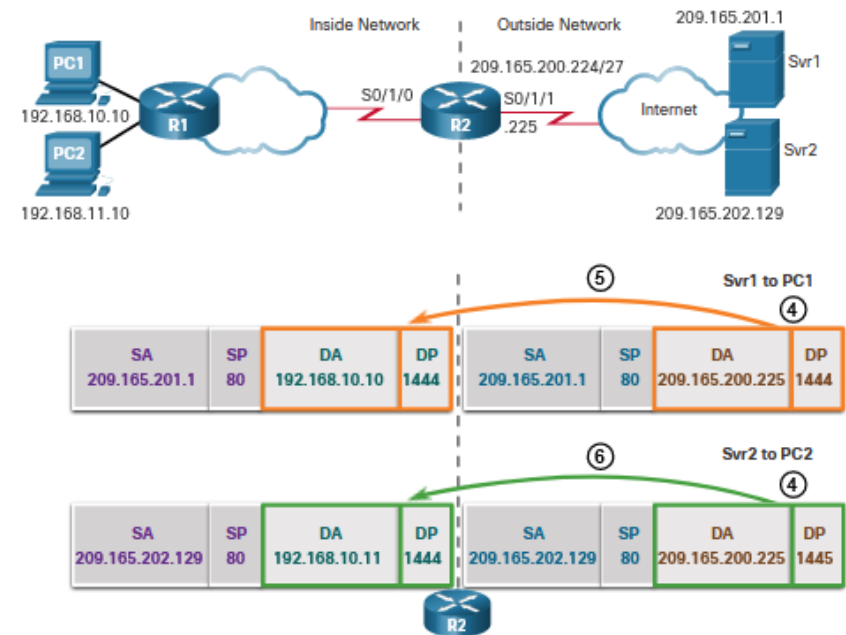 Inside Network
Outside Network
209.165.201.1
PC1
192.168.10.10
R1
S0/1/0
R2
209.165.200.224/27
S0/1/1
.225
Internet
Svr1
PC2
192.168.11.10
Svr2
209.165.202.129
5
Svr1 to PC1
4
SA SP DA DP SA SP DA DP
209.165.201.1 80 192.168.10.10 1444 209.165.201.1 80 209.165.200.225 1444
6
Svr2 to PC2
4
SA SP DA DP SA SP DA DP
209.165.202.129 80 192.168.10.11 1444 209.165.202.129 80 209.165.200.225 1445
R2